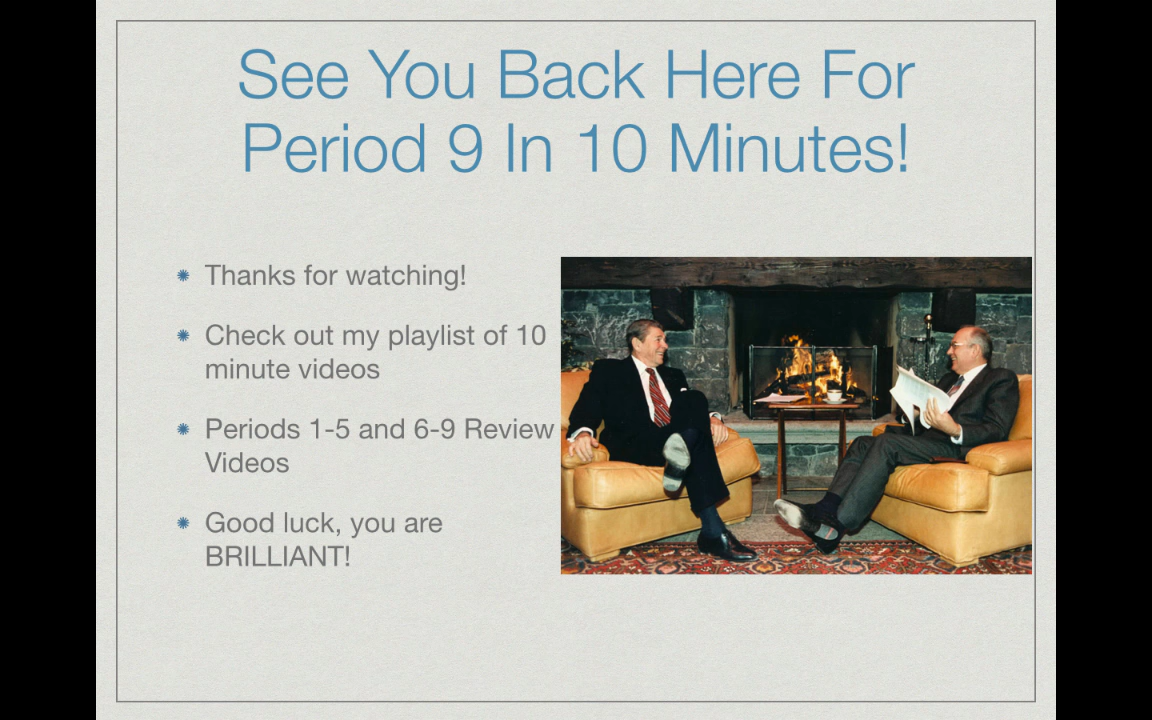 See You Back Here For
Period 9 In 10 Minutes!
Thanks for watching!
Check out my playlist of 10
minute videos
Periods 1-5 and 6-9 Review
Videos
Good luck, you are
BRILLIANT!